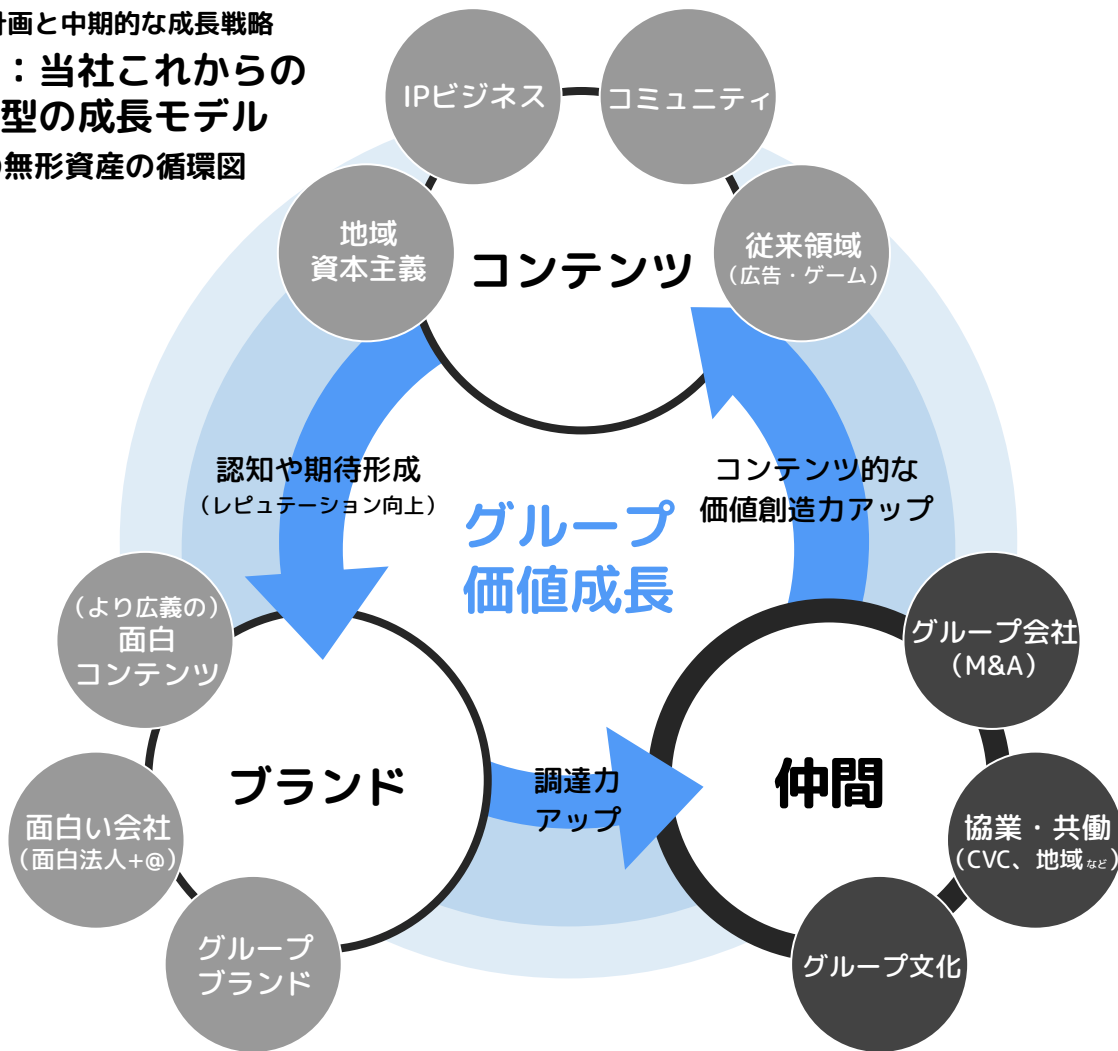 計画と中期的な成長戦略
：当社これからの
型の成長モデル
の無形資産の循環図
IPビジネス
コミュニティ
地域
資本主義
コンテンツ
従来領域
（広告・ゲーム）
認知や期待形成
（レピュテーション向上）
コンテンツ的な
価値創造力アップ
グループ
価値成長
（より広義の）
面白
コンテンツ
グループ会社
（M&A）
ブランド
調達力
アップ
仲間
面白い会社
（面白法人+@）
協業・共働
（CVC、地域など）
グループ
ブランド
グループ文化